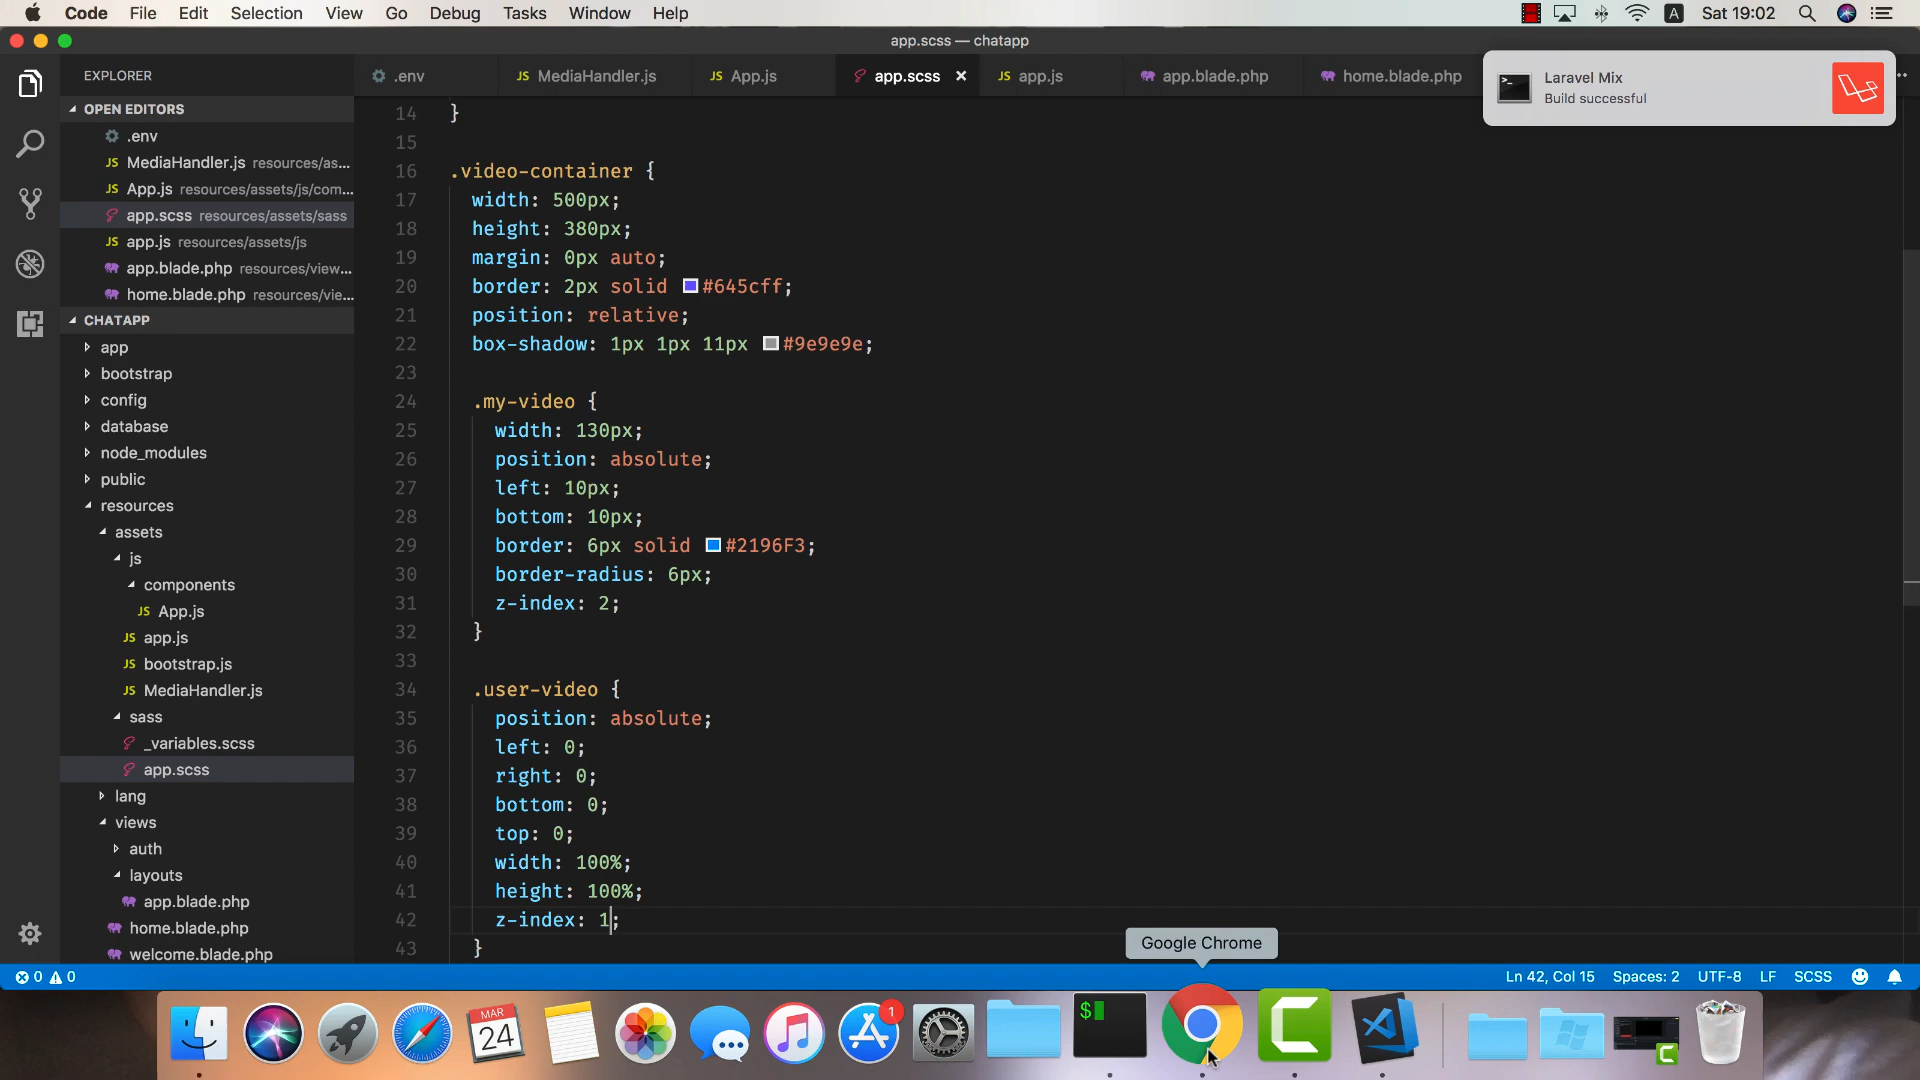 Code File Edit Selection View Go Debug Tasks Window Help
A Sat 19:02
app.scss — chatapp
EXPLORER
.env
JS MediaHandler.js
JS App.js
app.scss ×
JS app.js
app.blade.php
home.blade.php
Laravel Mix
Build successful
OPEN EDITORS
.env
JS MediaHandler.js resources/as...
JS App.js resources/assets/js/com...
app.scss resources/assets/sass
JS app.js resources/assets/js
app.blade.php resources/view...
home.blade.php resources/vie...
CHATAPP
app
bootstrap
config
database
node_modules
public
resources
assets
js
components
JS App.js
JS app.js
JS bootstrap.js
JS MediaHandler.js
sass
_variables.scss
app.scss
lang
views
auth
layouts
app.blade.php
home.blade.php
welcome.blade.php
14 }
15
16 .video-container {
17 width: 500px;
18 height: 380px;
19 margin: 0px auto;
20 border: 2px solid #645cff;
21 position: relative;
22 box-shadow: 1px 1px 11px #9e9e9e;
23
24 .my-video {
25 width: 130px;
26 position: absolute;
27 left: 10px;
28 bottom: 10px;
29 border: 6px solid #2196F3;
30 border-radius: 6px;
31 z-index: 2;
32 }
33
34 .user-video {
35 position: absolute;
36 left: 0;
37 right: 0;
38 bottom: 0;
39 top: 0;
40 width: 100%;
41 height: 100%;
42 z-index: 1;
43 }
Google Chrome
0 0
Ln 42, Col 15 Spaces: 2 UTF-8 LF SCSS
MAR
24
1
$